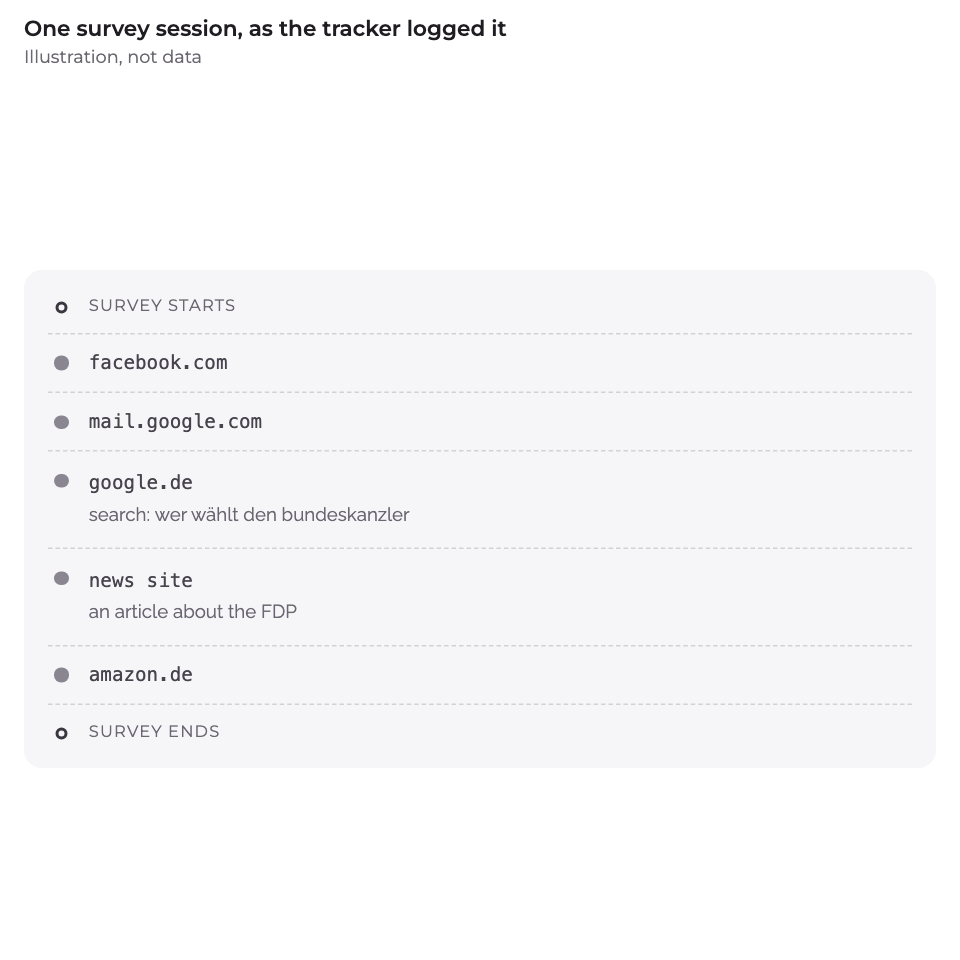 One survey session, as the tracker logged it
Illustration, not data
SURVEY STARTS
facebook.com
mail.google.com
google.de
search: wer wählt den bundeskanzler
news site
an article about the FDP
amazon.de
SURVEY ENDS